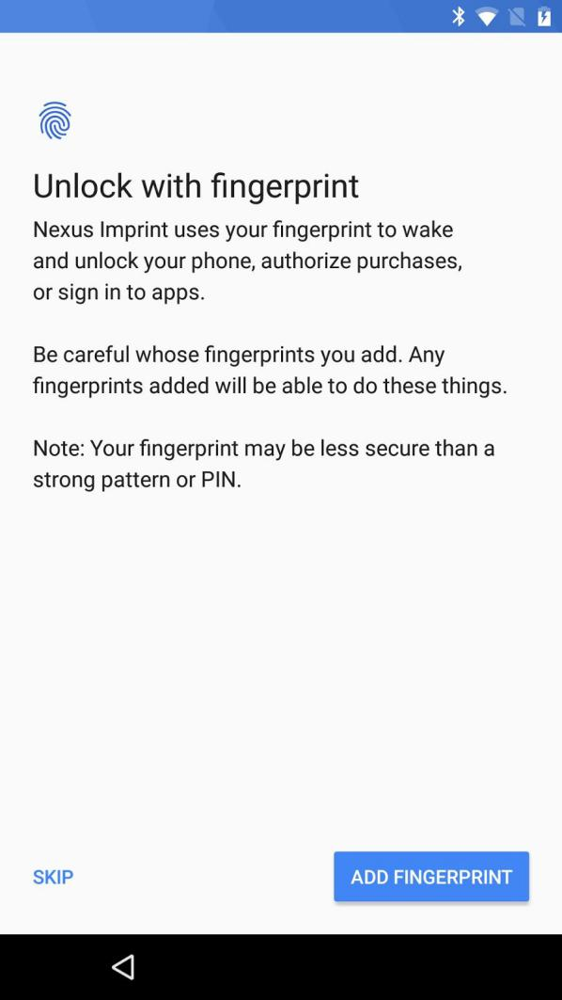 Unlock with fingerprint
Nexus Imprint uses your fingerprint to wake
and unlock your phone, authorize purchases,
or sign in to apps.
Be careful whose fingerprints you add. Any
fingerprints added will be able to do these things.
Note: Your fingerprint may be less secure than a
strong pattern or PIN.
SKIP
ADD FINGERPRINT